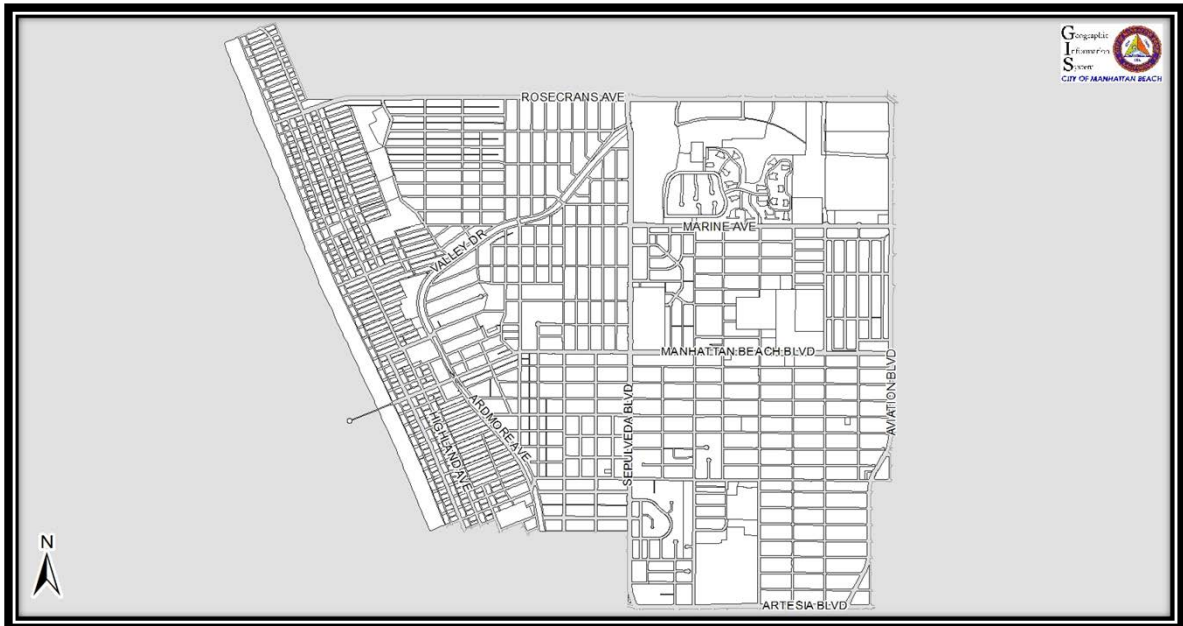 Geographic
Information
System
CITY OF MANHATTAN BEACH
ROSECRANS AVE
MARINE AVE
VALLEY DR
MANHATTAN BEACH BLVD
AVIATION BLVD
SEPULVEDA BLVD
ARDMORE AVE
HIGHLAND AVE
N
ARTESIA BLVD